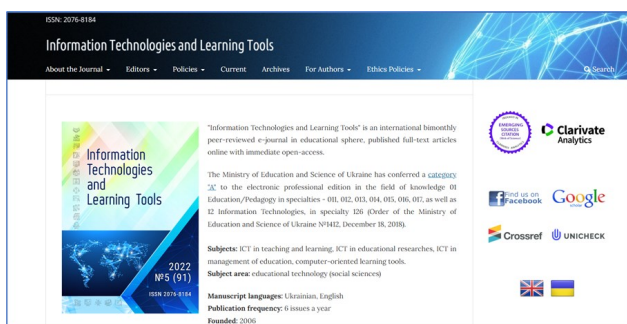 ISSN: 2076-8184
Information Technologies and Learning Tools
About the Journal Editors Policies Current Archives For Authors Ethics Policies Search
"Information Technologies and Learning Tools" is an international bimonthly
peer-reviewed e-journal in educational sphere, published full-text articles
online with immediate open-access.
The Ministry of Education and Science of Ukraine has conferred a category
"A" to the electronic professional edition in the field of knowledge 01
Education/Pedagogy in specialties - 011, 012, 013, 014, 015, 016, 017, as well as
12 Information Technologies, in specialty 126 (Order of the Ministry of
Education and Science of Ukraine №1412, December 18, 2018).
Subjects: ICT in teaching and learning, ICT in educational researches, ICT in
management of education, computer-oriented learning tools.
Subject area: educational technology (social sciences)
Manuscript languages: Ukrainian, English
Publication frequency: 6 issues a year
Founded: 2006
Information
Technologies
and
Learning Tools
2022
№5 (91)
ISSN 2076-8184
EMERGING
SOURCES
CITATION
Clarivate
Analytics
Find us on
Facebook
Google
Crossref
UNICHECK